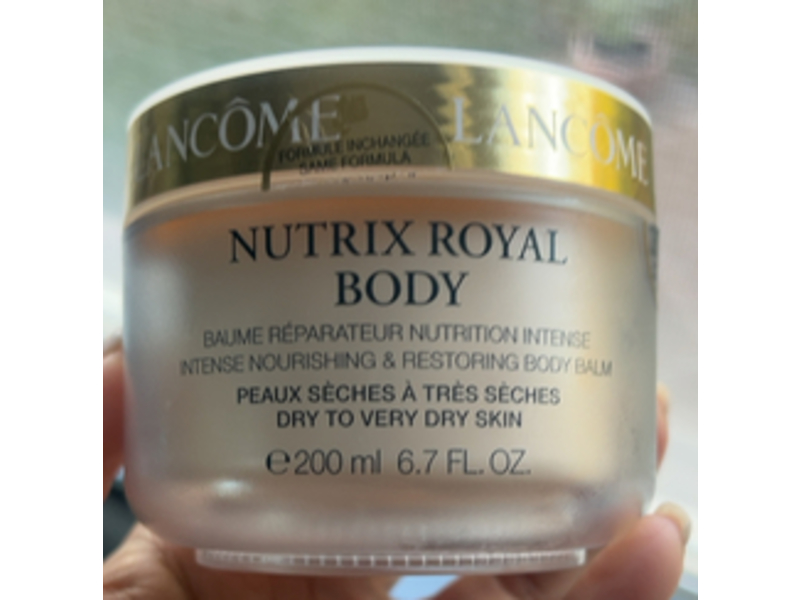 LANCÔME LANCÔME
FORMULE INCHANGÉE
SAME FORMULA
NUTRIX ROYAL
BODY
BAUME RÉPARATEUR NUTRITION INTENSE
INTENSE NOURISHING & RESTORING BODY BALM
PEAUX SÈCHES À TRÈS SÈCHES
DRY TO VERY DRY SKIN
℮200 ml 6.7 FL. OZ.